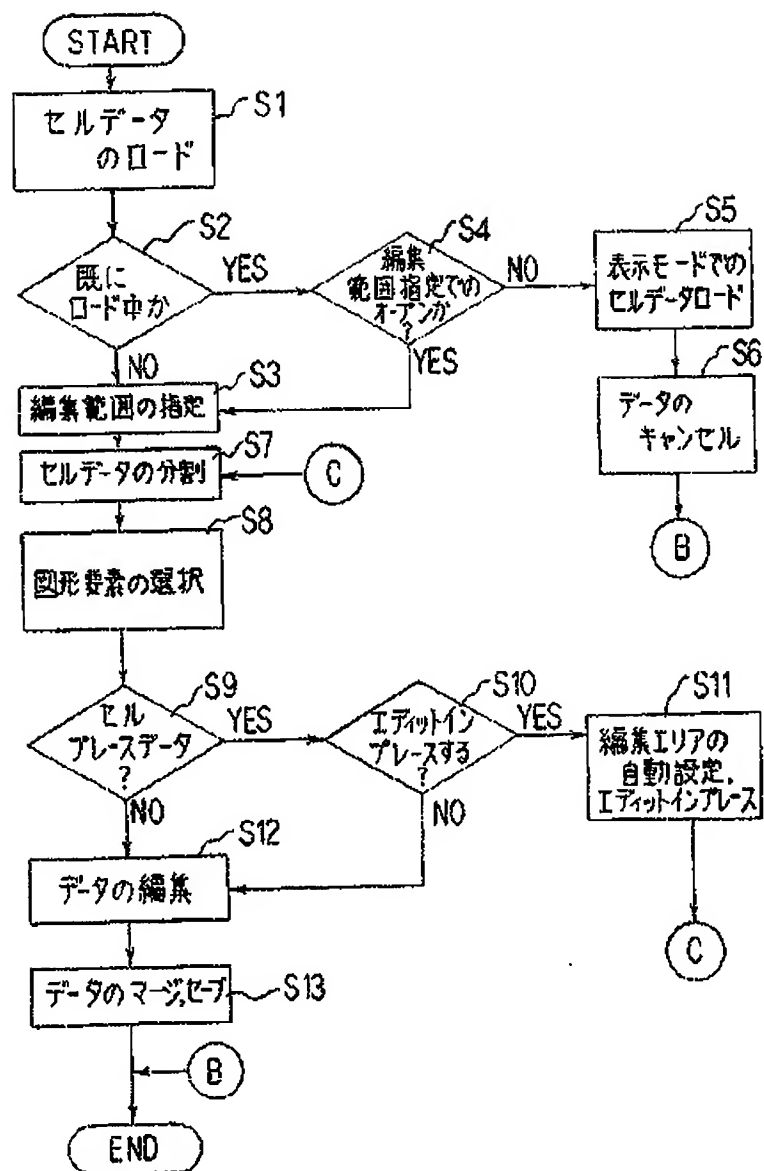 START
セルデータ
のロード
S1
既に
ロード中か
S2
YES
NO
編集
範囲指定での
オープンか
?
S4
NO
YES
表示モードでの
セルデータロード
S5
データの
キャンセル
S6
B
編集範囲の指定
S3
セルデータの分割
S7
C
図形要素の選択
S8
セル
プレースデータ
?
S9
YES
NO
エディットイン
プレースする
?
S10
YES
NO
編集エリアの
自動設定,
エディットインプレース
S11
C
データの編集
S12
データのマージ,セーブ
S13
B
END